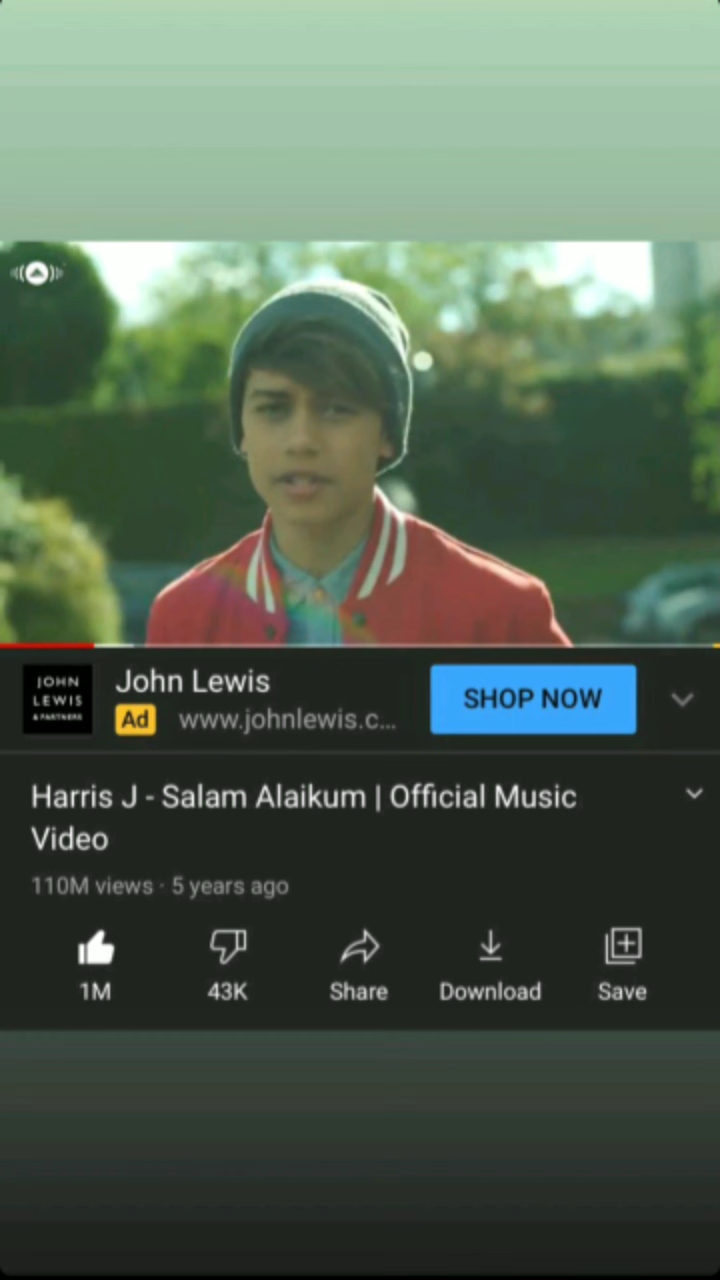 JOHN
LEWIS
& PARTNERS
John Lewis
Ad www.johnlewis.c...
SHOP NOW
Harris J - Salam Alaikum | Official Music
Video
110M views · 5 years ago
1M 43K Share Download Save